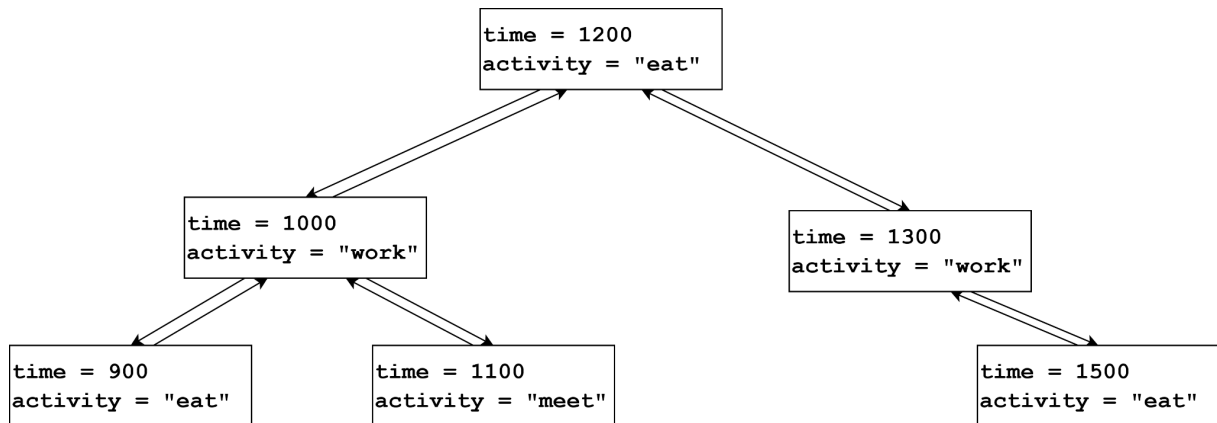 time = 1200
activity = "eat"
time = 1000
activity = "work"
time = 1300
activity = "work"
time = 900
activity = "eat"
time = 1100
activity = "meet"
time = 1500
activity = "eat"